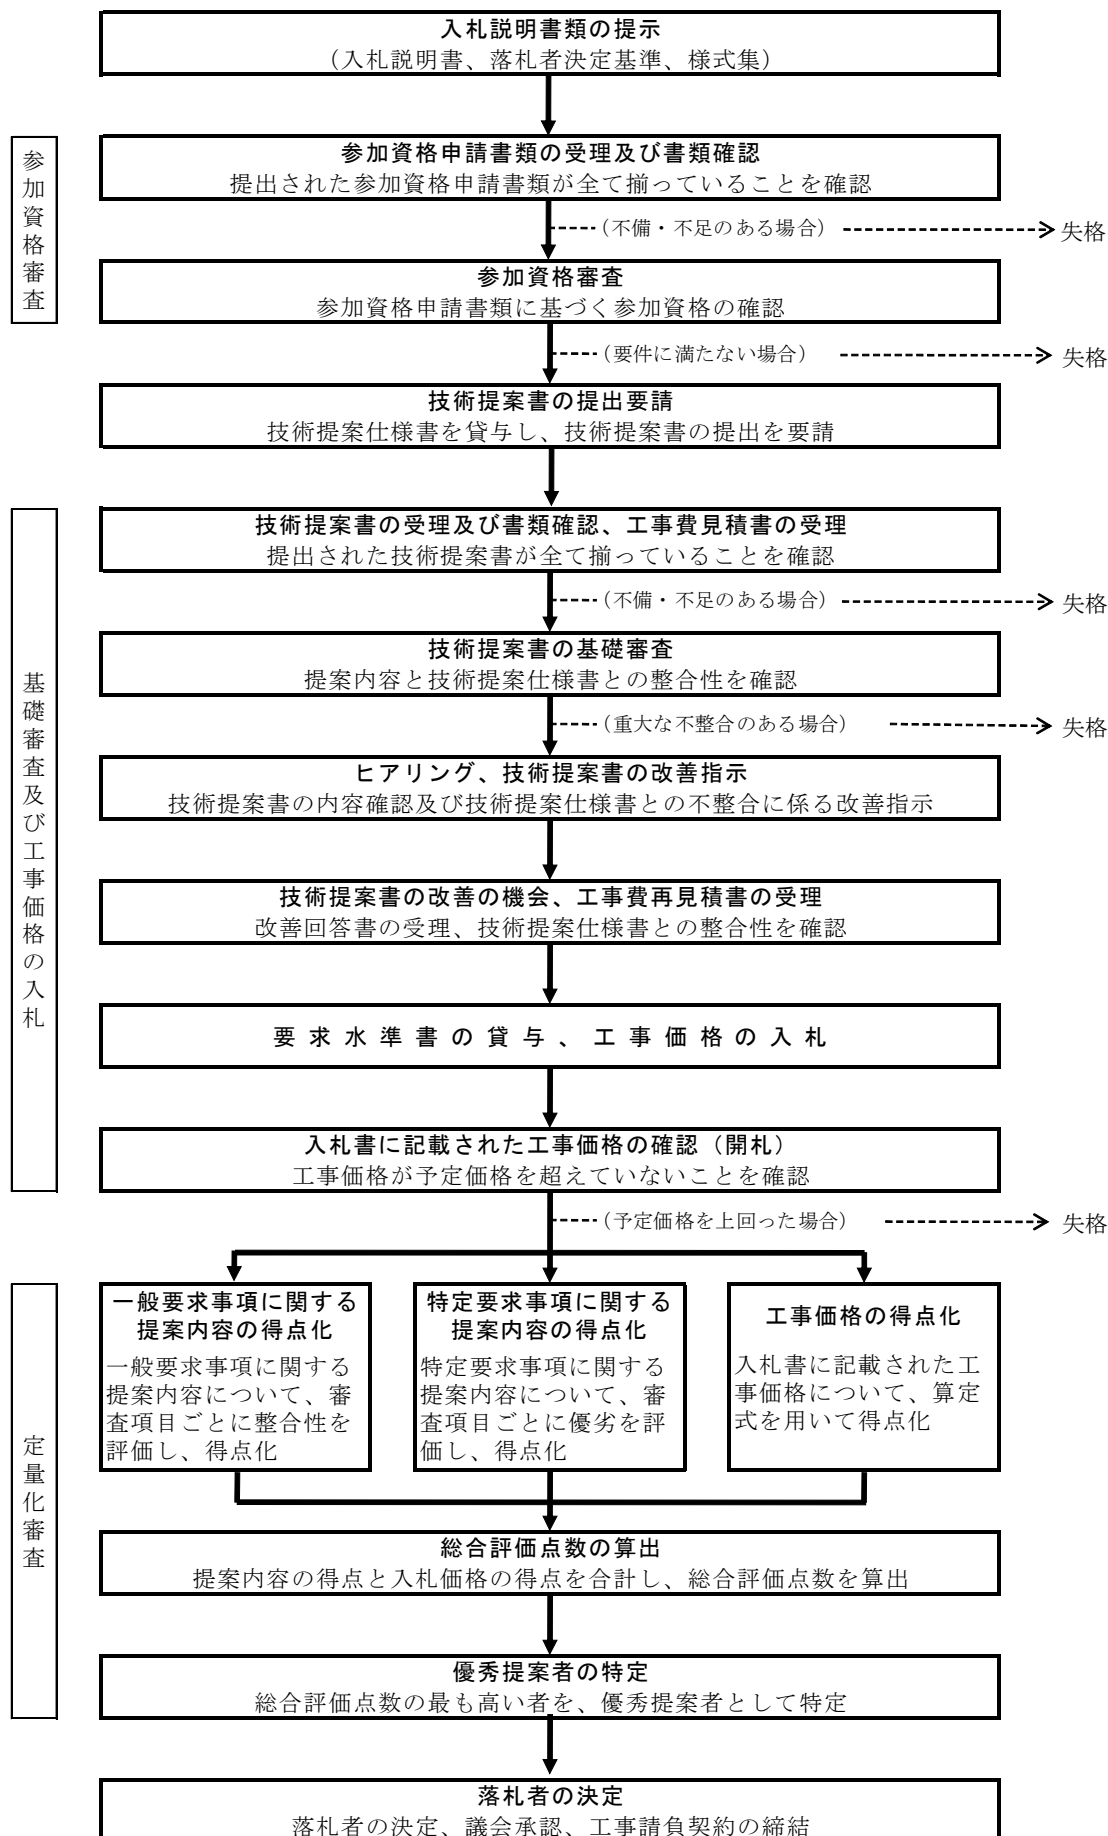 入札説明書類の提示
(入札説明書、落札者決定基準、様式集)
参加資格審査
参加資格申請書類の受理及び書類確認
提出された参加資格申請書類が全て揃っていることを確認
(不備・不足のある場合)
失格
参加資格審査
参加資格申請書類に基づく参加資格の確認
(要件に満たない場合)
失格
技術提案書の提出要請
技術提案仕様書を貸与し、技術提案書の提出を要請
基礎審査及び工事価格の入札
技術提案書の受理及び書類確認、工事費見積書の受理
提出された技術提案書が全て揃っていることを確認
(不備・不足のある場合)
失格
技術提案書の基礎審査
提案内容と技術提案仕様書との整合性を確認
(重大な不整合のある場合)
失格
ヒアリング、技術提案書の改善指示
技術提案書の内容確認及び技術提案仕様書との不整合に係る改善指示
技術提案書の改善の機会、工事費再見積書の受理
改善回答書の受理、技術提案仕様書との整合性を確認
要求水準書の貸与、工事価格の入札
入札書に記載された工事価格の確認(開札)
工事価格が予定価格を超えていないことを確認
(予定価格を上回った場合)
失格
定量化審査
一般要求事項に関する
提案内容の得点化
一般要求事項に関する
提案内容について、審
査項目ごとに整合性を
評価し、得点化
特定要求事項に関する
提案内容の得点化
特定要求事項に関する
提案内容について、審
査項目ごとに優劣を評
価し、得点化
工事価格の得点化
入札書に記載された工
事価格について、算定
式を用いて得点化
総合評価点数の算出
提案内容の得点と入札価格の得点を合計し、総合評価点数を算出
優秀提案者の特定
総合評価点数の最も高い者を、優秀提案者として特定
落札者の決定
落札者の決定、議会承認、工事請負契約の締結